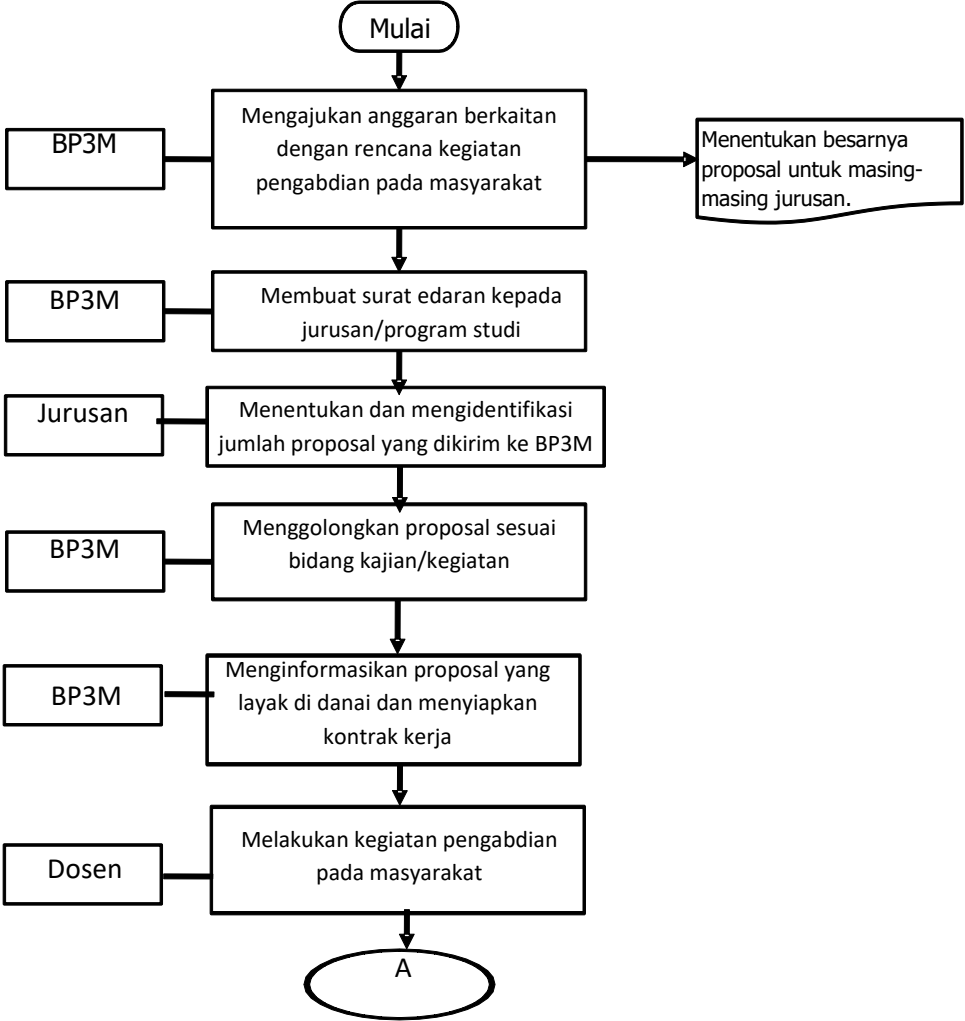 Mulai
BP3M
Mengajukan anggaran berkaitan
dengan rencana kegiatan
pengabdian pada masyarakat
Menentukan besarnya
proposal untuk masing-
masing jurusan.
BP3M
Membuat surat edaran kepada
jurusan/program studi
Jurusan
Menentukan dan mengidentifikasi
jumlah proposal yang dikirim ke BP3M
BP3M
Menggolongkan proposal sesuai
bidang kajian/kegiatan
BP3M
Menginformasikan proposal yang
layak di danai dan menyiapkan
kontrak kerja
Dosen
Melakukan kegiatan pengabdian
pada masyarakat
A